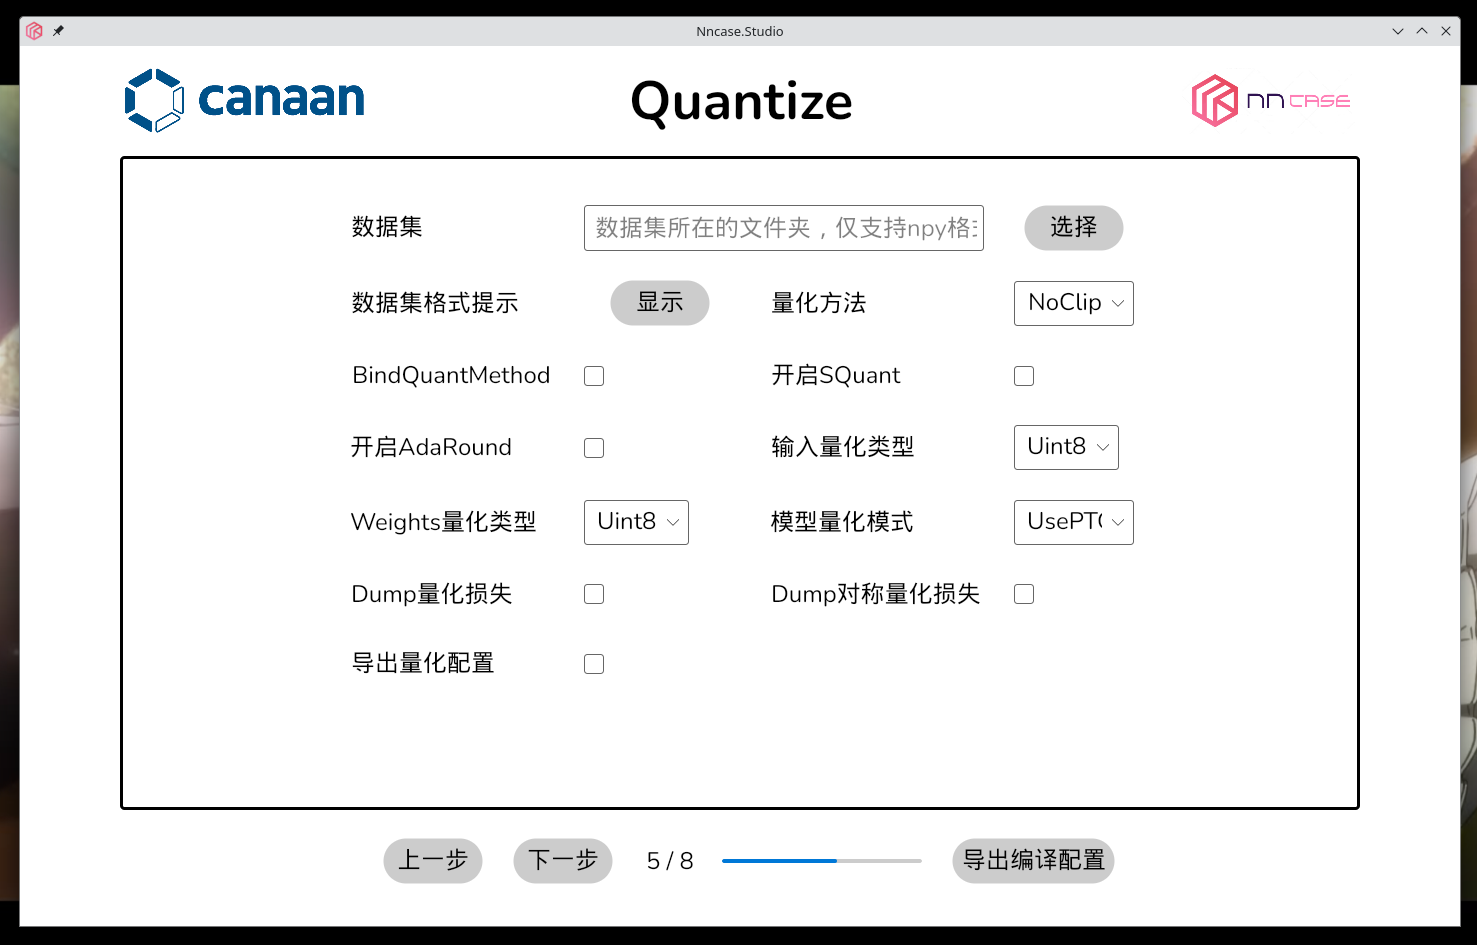 Nncase.Studio
canaan
Quantize
NN CASE
数据集
数据集所在的文件夹，仅支持npy格
选择
数据集格式提示
显示
量化方法
NoClip
BindQuantMethod
开启SQuant
开启AdaRound
输入量化类型
Uint8
Weights量化类型
Uint8
模型量化模式
UsePT
Dump量化损失
Dump对称量化损失
导出量化配置
上一步
下一步
5 / 8
导出编译配置